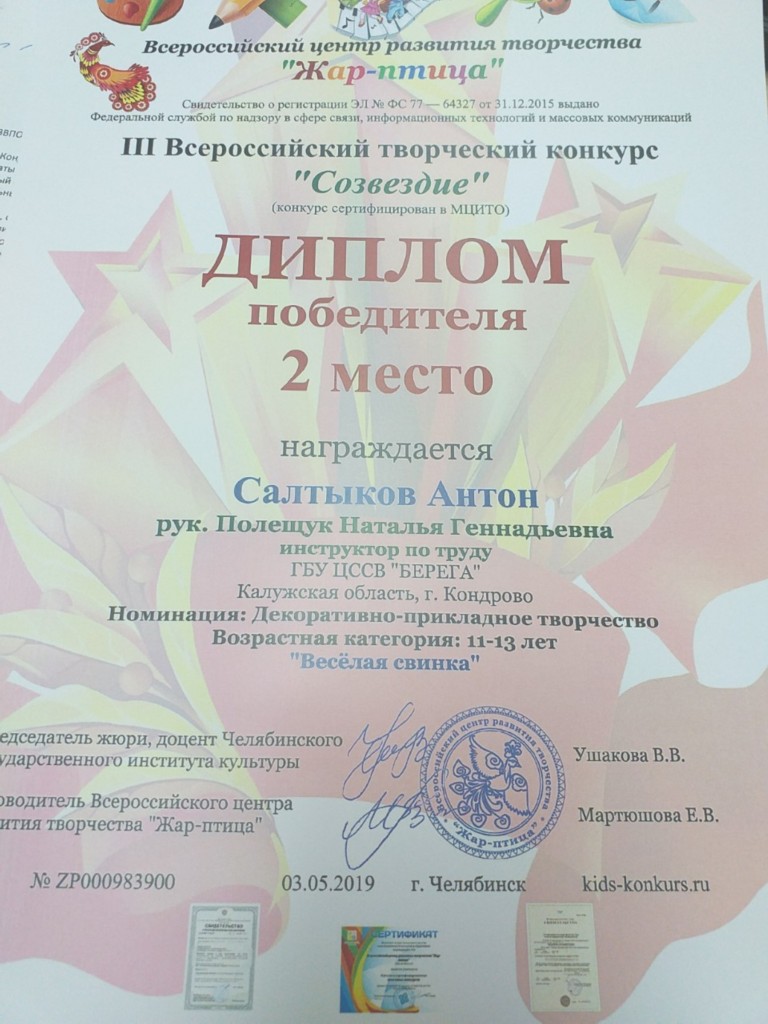 Всероссийский центр развития творчества
"Жар-птица"
Свидетельство о регистрации ЭЛ № ФС 77 — 64327 от 31.12.2015 выдано
Федеральной службой по надзору в сфере связи, информационных технологий и массовых коммуникаций
III Всероссийский творческий конкурс
"Созвездие"
(конкурс сертифицирован в МЦИТО)
ДИПЛОМ
победителя
2 место
награждается
Салтыков Антон
рук. Полещук Наталья Геннадьевна
инструктор по труду
ГБУ ЦССВ "БЕРЕГА"
Калужская область, г. Кондрово
Номинация: Декоративно-прикладное творчество
Возрастная категория: 11-13 лет
"Весёлая свинка"
едседатель жюри, доцент Челябинского
ударственного института культуры
Ушакова В.В.
оводитель Всероссийского центра
вития творчества "Жар-птица"
Мартюшова Е.В.
Всероссийский центр развития творчества
"Жар-птица"
№ ZP000983900 03.05.2019 г. Челябинск kids-konkurs.ru
СВИДЕТЕЛЬСТВО
СЕРТИФИКАТ